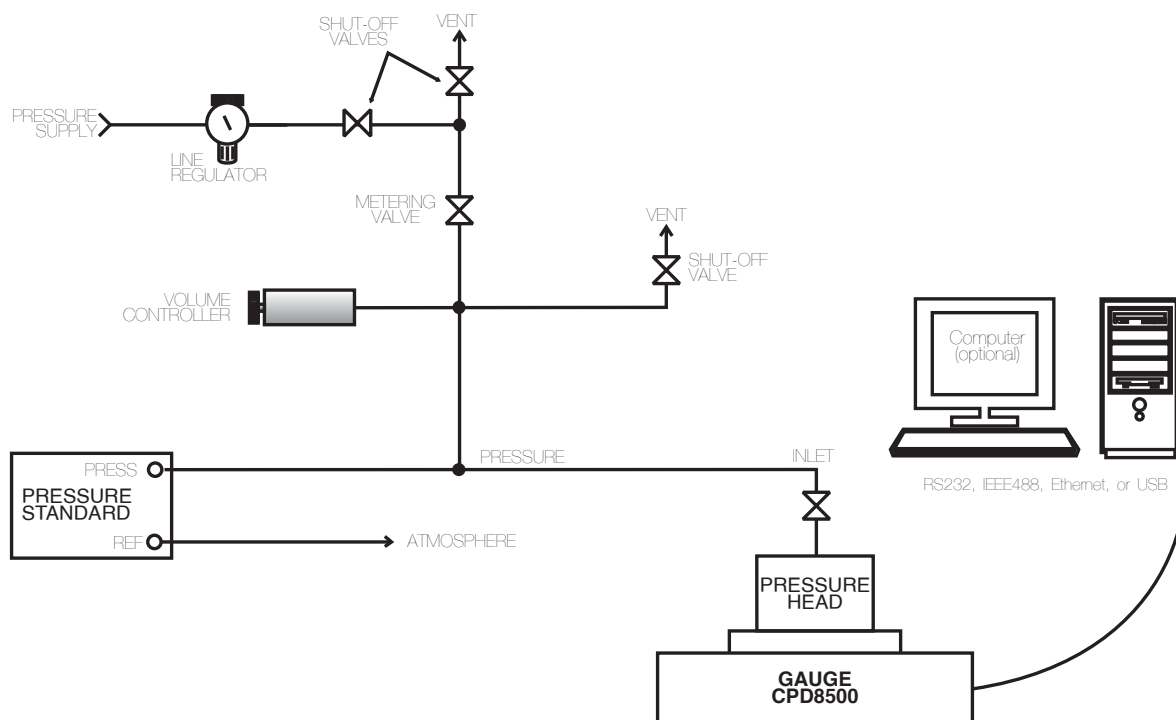 SHUT-OFF
VALVES
VENT
PRESSURE
SUPPLY
LINE
REGULATOR
METERING
VALVE
VENT
SHUT-OFF
VALVE
VOLUME
CONTROLLER
Computer
(optional)
RS232, IEEE488, Ethernet, or USB
PRESS
PRESSURE
STANDARD
REF
PRESSURE
INLET
ATMOSPHERE
PRESSURE
HEAD
GAUGE
CPD8500